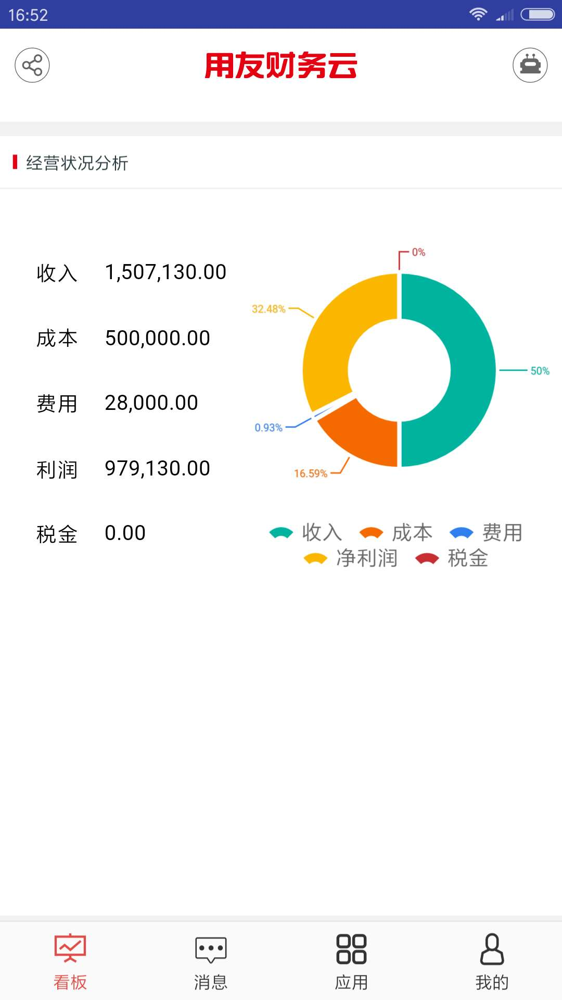 16:52
用友财务云
经营状况分析
收入 1,507,130.00
成本 500,000.00
费用 28,000.00
利润 979,130.00
税金 0.00
0%
32.48%
50%
0.93%
16.59%
收入 成本 费用
净利润 税金
看板 消息 应用 我的